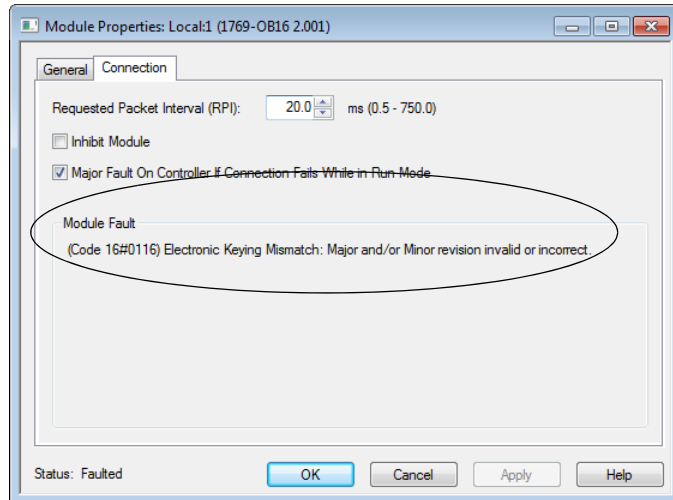 Module Properties: Local:1 (1769-OB16 2.001)
General Connection
Requested Packet Interval (RPI): 20.0 ms (0.5 - 750.0)
Inhibit Module
Major Fault On Controller If Connection Fails While in Run Mode
Module Fault
(Code 16#0116) Electronic Keying Mismatch: Major and/or Minor revision invalid or incorrect.
Status: Faulted OK Cancel Apply Help